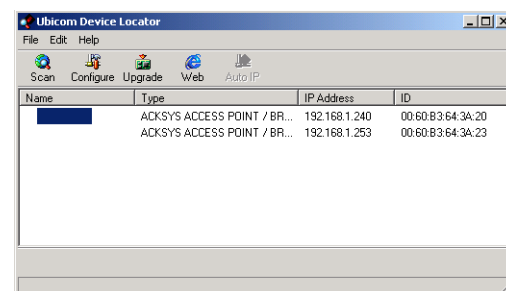 Ubicom Device Locator
File Edit Help
Scan Configure Upgrade Web Auto IP
Name Type IP Address ID
ACKSYS ACCESS POINT / BR... 192.168.1.240 00:60:B3:64:3A:20
ACKSYS ACCESS POINT / BR... 192.168.1.253 00:60:B3:64:3A:23